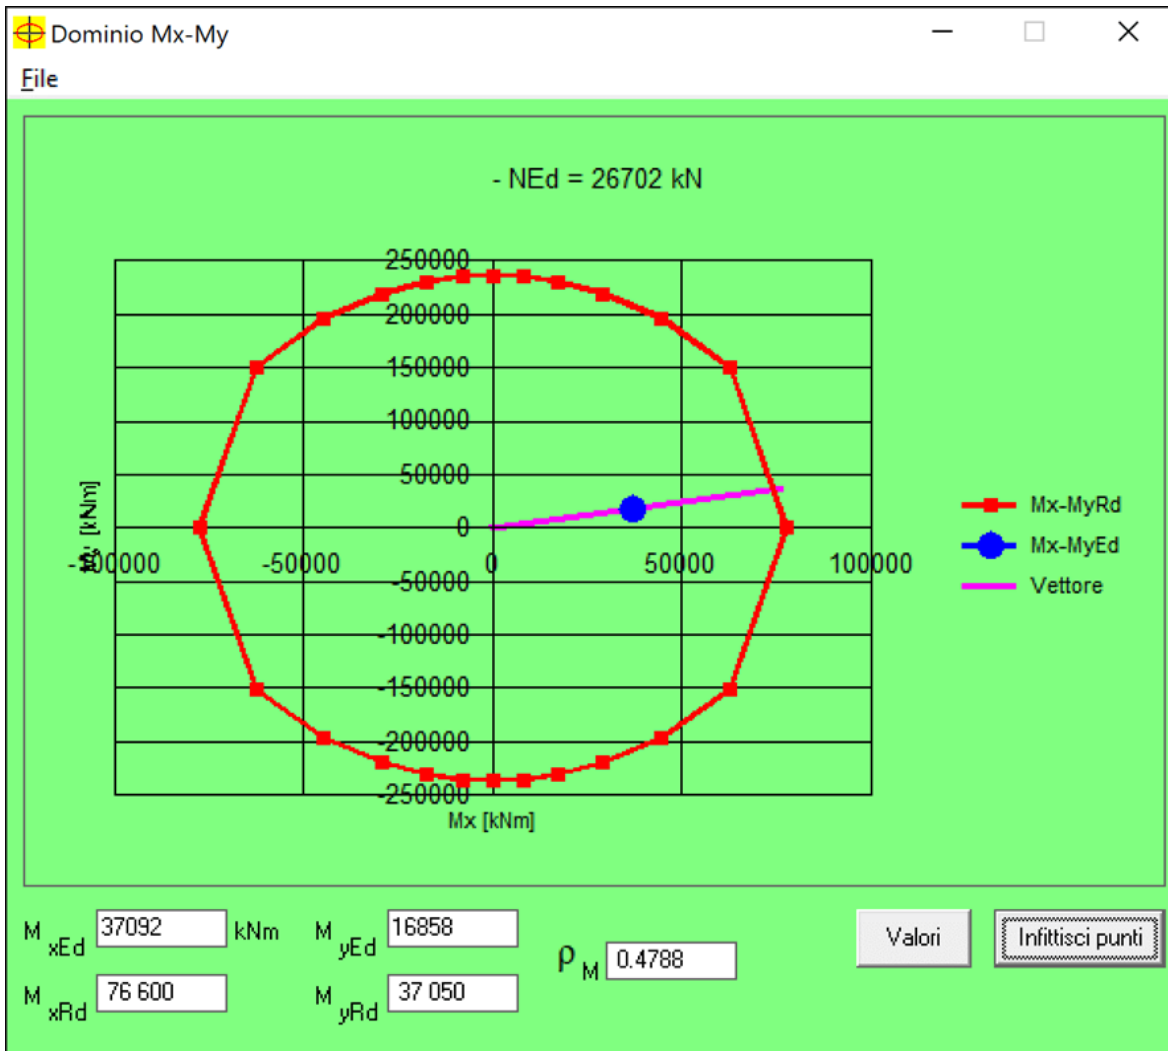 Dominio Mx-My
File
- NEd = 26702 kN
250000
200000
150000
100000
50000
0
-100000 -50000 0 50000 100000
-50000
-100000
-150000
-200000
-250000
[kNm]
Mx [kNm]
Mx-MyRd
Mx-MyEd
Vettore
M xEd 37092 kNm M yEd 16858
ρ M 0.4788
M xRd 76 600 M yRd 37 050
Valori Infittisci punti